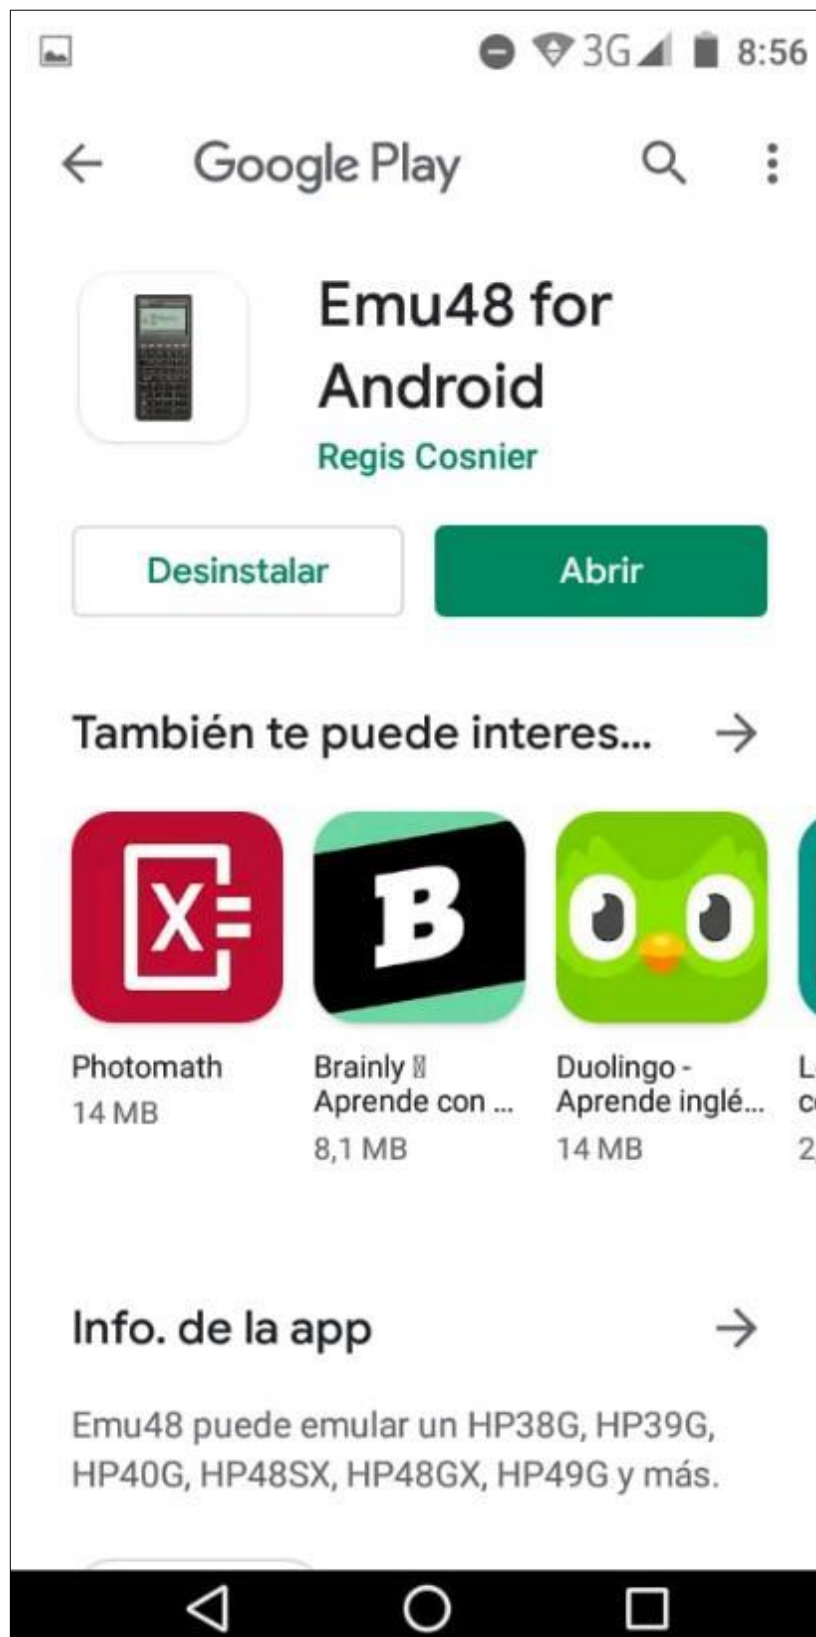 3G 8:56
Google Play
Emu48 for
Android
Regis Cosnier
Desinstalar Abrir
También te puede interes...
X=
B
Photomath
14 MB
Brainly
Aprende con ...
8,1 MB
Duolingo -
Aprende inglé...
14 MB
L
c
2,
Info. de la app
Emu48 puede emular un HP38G, HP39G,
HP40G, HP48SX, HP48GX, HP49G y más.